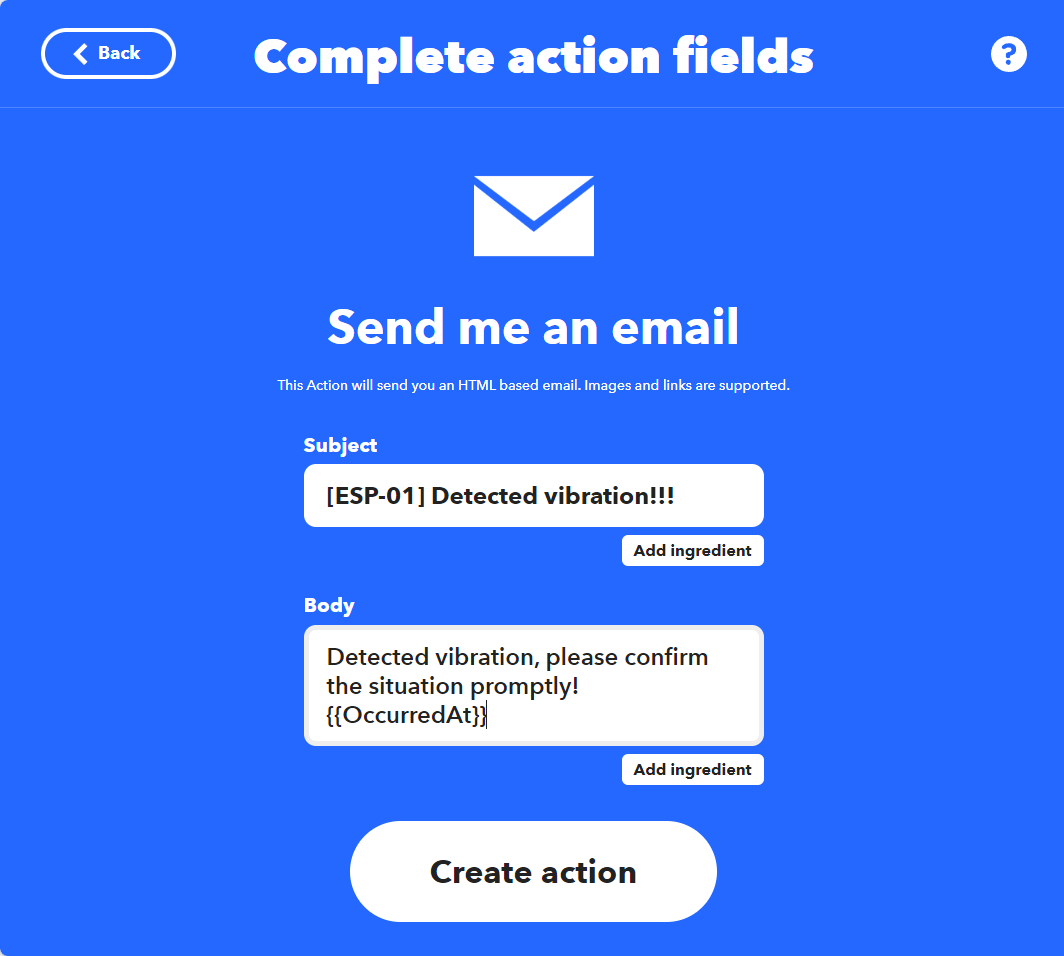 Back
Complete action fields
?
Send me an email
This Action will send you an HTML based email. Images and links are supported.
Subject
[ESP-01] Detected vibration!!!
Add ingredient
Body
Detected vibration, please confirm
the situation promptly!
{{OccurredAt}}
Add ingredient
Create action